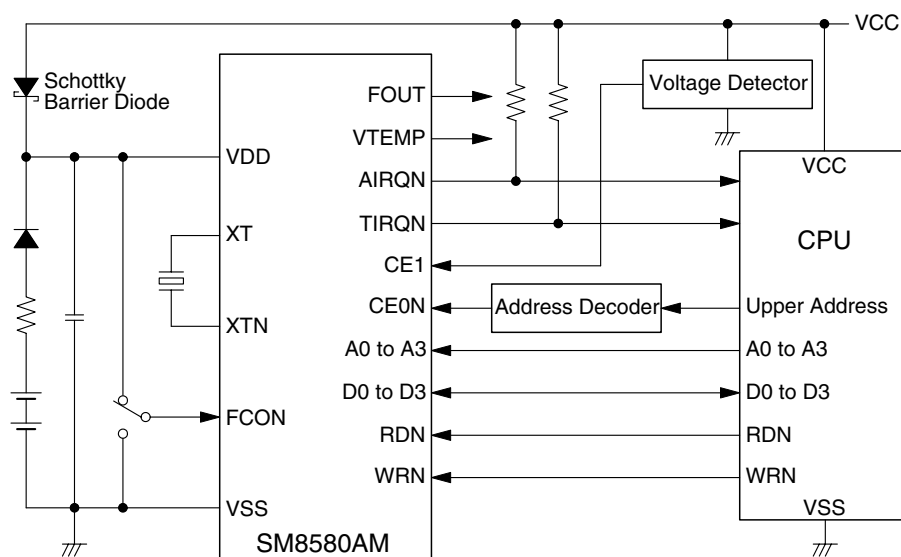 VCC
Schottky
Barrier Diode
Voltage Detector
FOUT
VTEMP
VDD
VCC
AIRQN
TIRQN
CPU
XT
CE1
CE0N
Address Decoder
Upper Address
XTN
A0 to A3
A0 to A3
D0 to D3
D0 to D3
FCON
RDN
RDN
WRN
WRN
VSS
VSS
SM8580AM